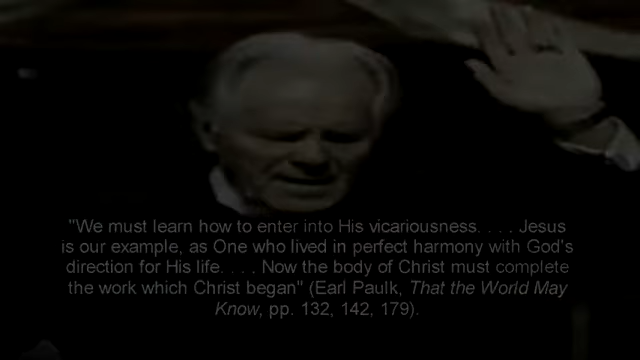 "We must learn how to enter into His vicariousness. . . . Jesus
is our example, as One who lived in perfect harmony with God's
direction for His life. . . . Now the body of Christ must complete
the work which Christ began" (Earl Paulk, That the World May
Know, pp. 132, 142, 179).